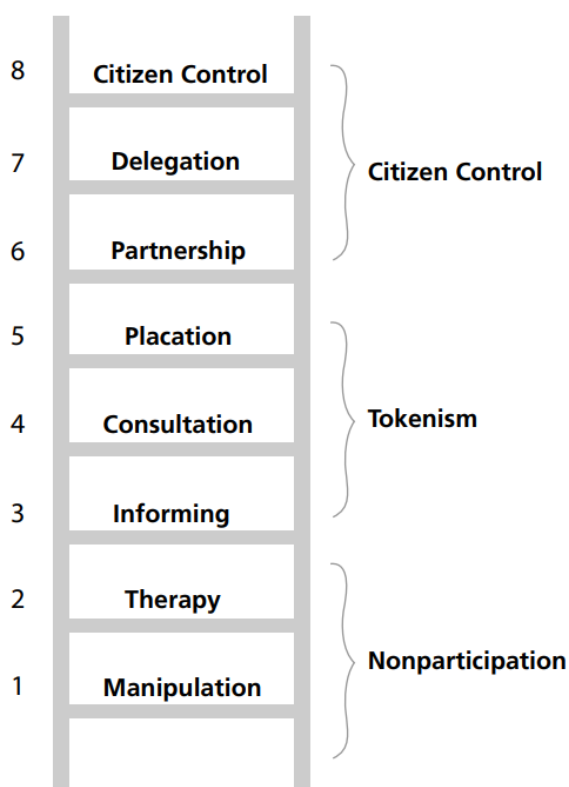 8 Citizen Control
7 Delegation
Citizen Control
6 Partnership
5 Placation
4 Consultation
Tokenism
3 Informing
2 Therapy
Nonparticipation
1 Manipulation